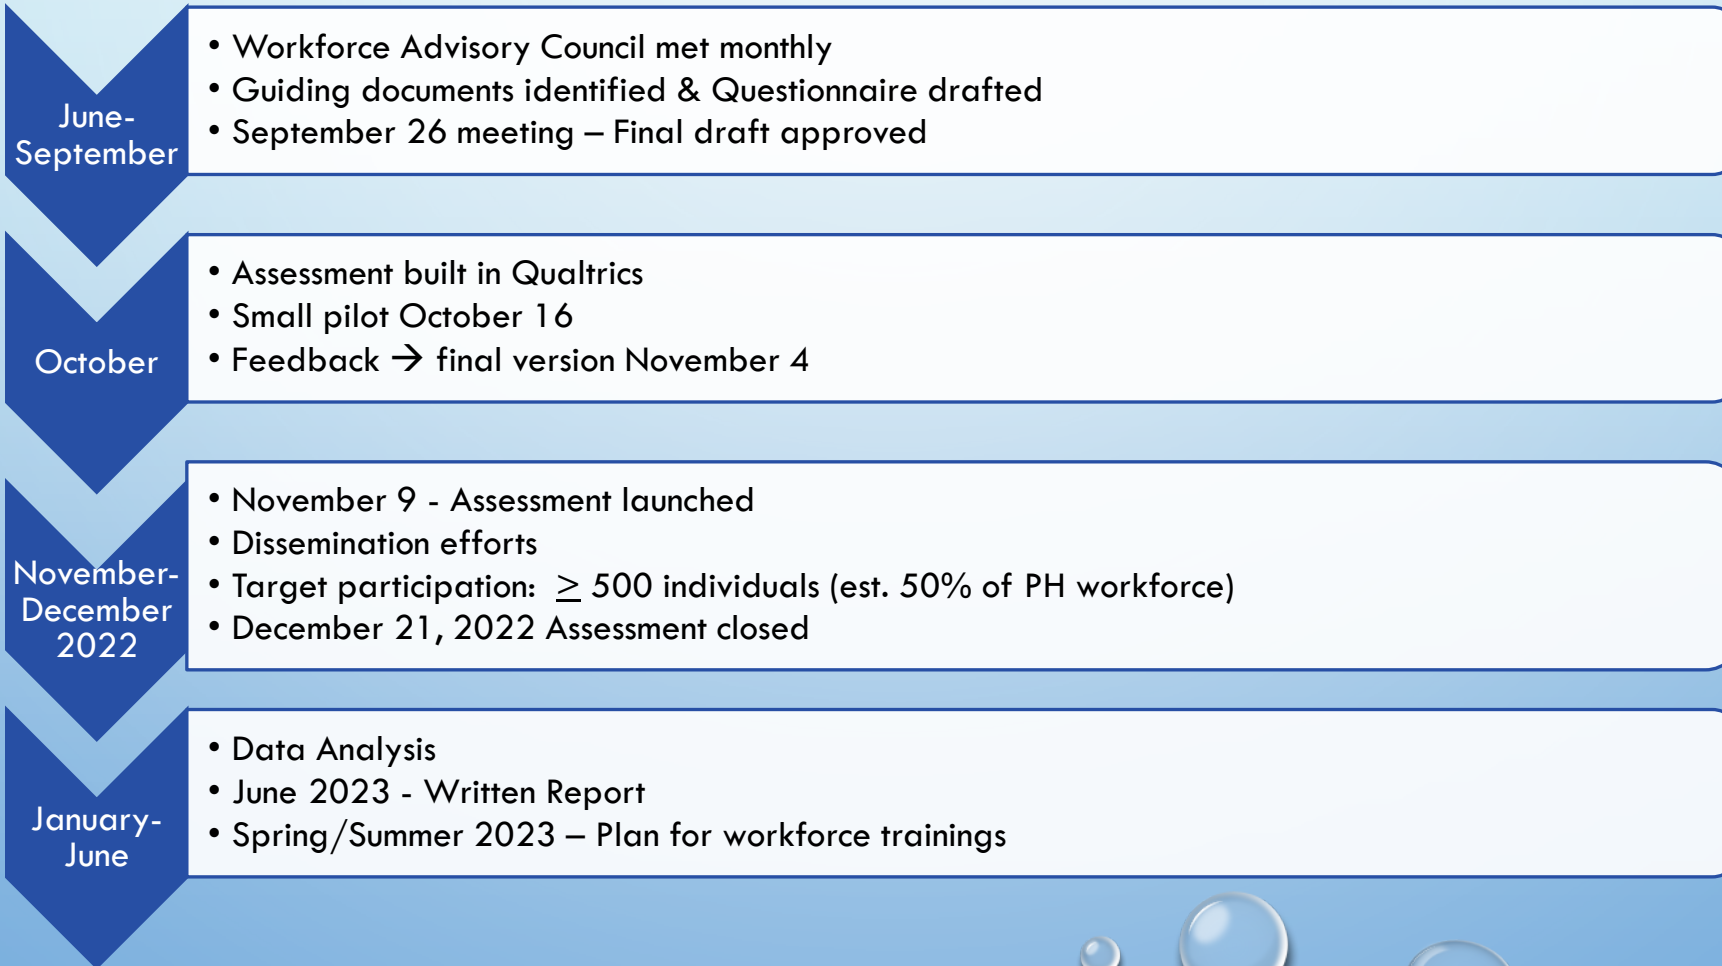 June-
September
• Workforce Advisory Council met monthly
• Guiding documents identified & Questionnaire drafted
• September 26 meeting – Final draft approved
October
• Assessment built in Qualtrics
• Small pilot October 16
• Feedback → final version November 4
November-
December
2022
• November 9 - Assessment launched
• Dissemination efforts
• Target participation:  ≥ 500 individuals (est. 50% of PH workforce)
• December 21, 2022 Assessment closed
January-
June
• Data Analysis
• June 2023 - Written Report
• Spring/Summer 2023 – Plan for workforce trainings